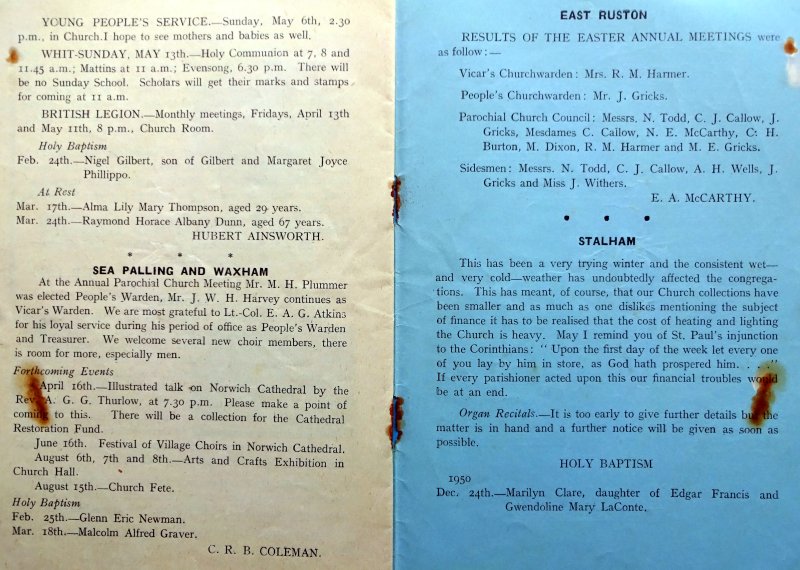 YOUNG PEOPLE'S SERVICE.—Sunday, May 6th, 2.30
p.m., in Church.I hope to see mothers and babies as well.
WHIT-SUNDAY, MAY 13th.—Holy Communion at 7, 8 and
11.45 a.m.; Mattins at 11 a.m.; Evensong, 6.30 p.m. There will
be no Sunday School. Scholars will get their marks and stamps
for coming at 11 a.m.
BRITISH LEGION.—Monthly meetings, Fridays, April 13th
and May 11th, 8 p.m., Church Room.
Holy Baptism
Feb. 24th.—Nigel Gilbert, son of Gilbert and Margaret Joyce
Phillippo.
At Rest
Mar. 17th.—Alma Lily Mary Thompson, aged 29 years.
Mar. 24th.—Raymond Horace Albany Dunn, aged 67 years.
HUBERT AINSWORTH.
* * *
SEA PALLING AND WAXHAM
At the Annual Parochial Church Meeting Mr. M. H. Plummer
was elected People's Warden, Mr. J. W. H. Harvey continues as
Vicar's Warden. We are most grateful to Lt.-Col. E. A. G. Atkins
for his loyal service during his period of office as People's Warden
and Treasurer. We welcome several new choir members, there
is room for more, especially men.
Forthcoming Events
April 16th.—Illustrated talk on Norwich Cathedral by the
Rev. A. G. G. Thurlow, at 7.30 p.m. Please make a point of
coming to this. There will be a collection for the Cathedral
Restoration Fund.
June 16th. Festival of Village Choirs in Norwich Cathedral.
August 6th, 7th and 8th.—Arts and Crafts Exhibition in
Church Hall.
August 15th.—Church Fete.
Holy Baptism
Feb. 25th.—Glenn Eric Newman.
Mar. 18th.—Malcolm Alfred Graver.
C. R. B. COLEMAN.
EAST RUSTON
RESULTS OF THE EASTER ANNUAL MEETINGS were
as follow:—
Vicar's Churchwarden: Mrs. R. M. Harmer.
People's Churchwarden: Mr. J. Gricks.
Parochial Church Council: Messrs. N. Todd, C. J. Callow, J.
Gricks, Mesdames C. Callow, N. E. McCarthy, C. H.
Burton, M. Dixon, R. M. Harmer and M. E. Gricks.
Sidesmen: Messrs. N. Todd, C. J. Callow, A. H. Wells, J.
Gricks and Miss J. Withers.
E. A. McCARTHY.
• • •
STALHAM
This has been a very trying winter and the consistent wet—
and very cold—weather has undoubtedly affected the congrega-
tions. This has meant, of course, that our Church collections have
been smaller and as much as one dislikes mentioning the subject
of finance it has to be realised that the cost of heating and lighting
the Church is heavy. May I remind you of St. Paul's injunction
to the Corinthians: " Upon the first day of the week let every one
of you lay by him in store, as God hath prospered him. . . ."
If every parishioner acted upon this our financial troubles would
be at an end.
Organ Recitals.—It is too early to give further details but the
matter is in hand and a further notice will be given as soon as
possible.
HOLY BAPTISM
1950
Dec. 24th.—Marilyn Clare, daughter of Edgar Francis and
Gwendoline Mary LaConte.